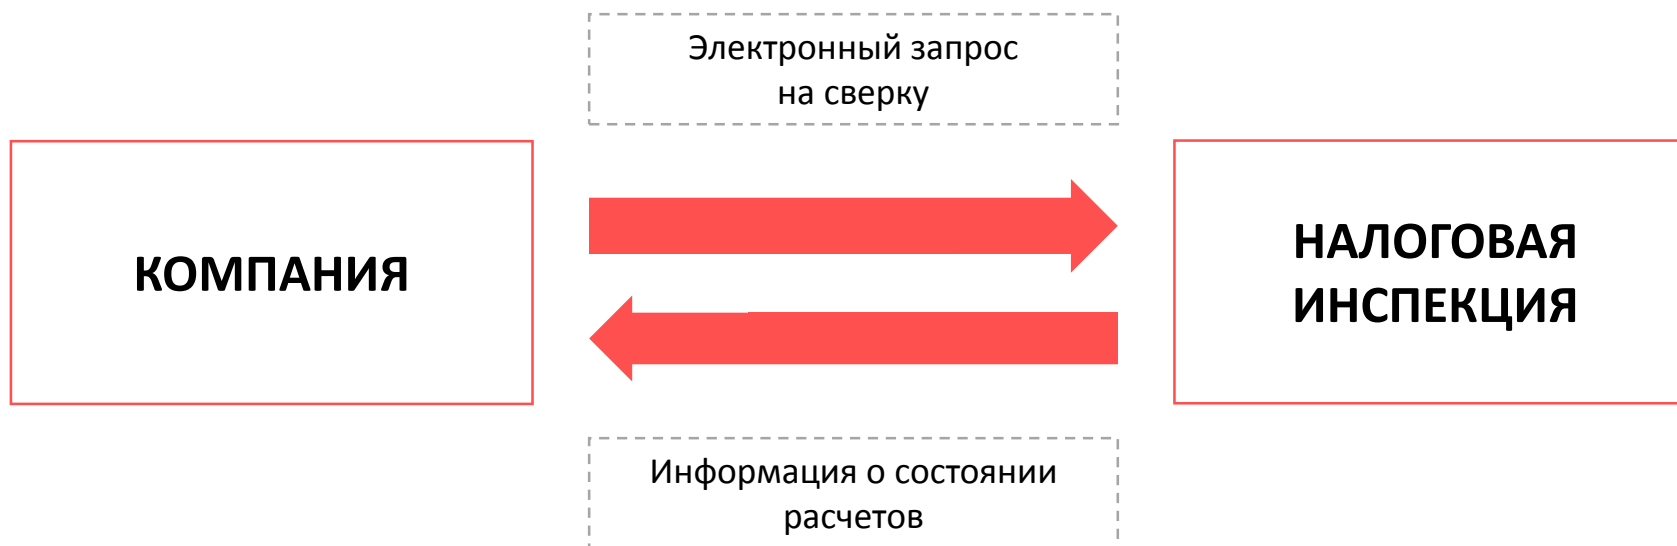 Электронный запрос
на сверку
КОМПАНИЯ
НАЛОГОВАЯ
ИНСПЕКЦИЯ
Информация о состоянии
расчетов